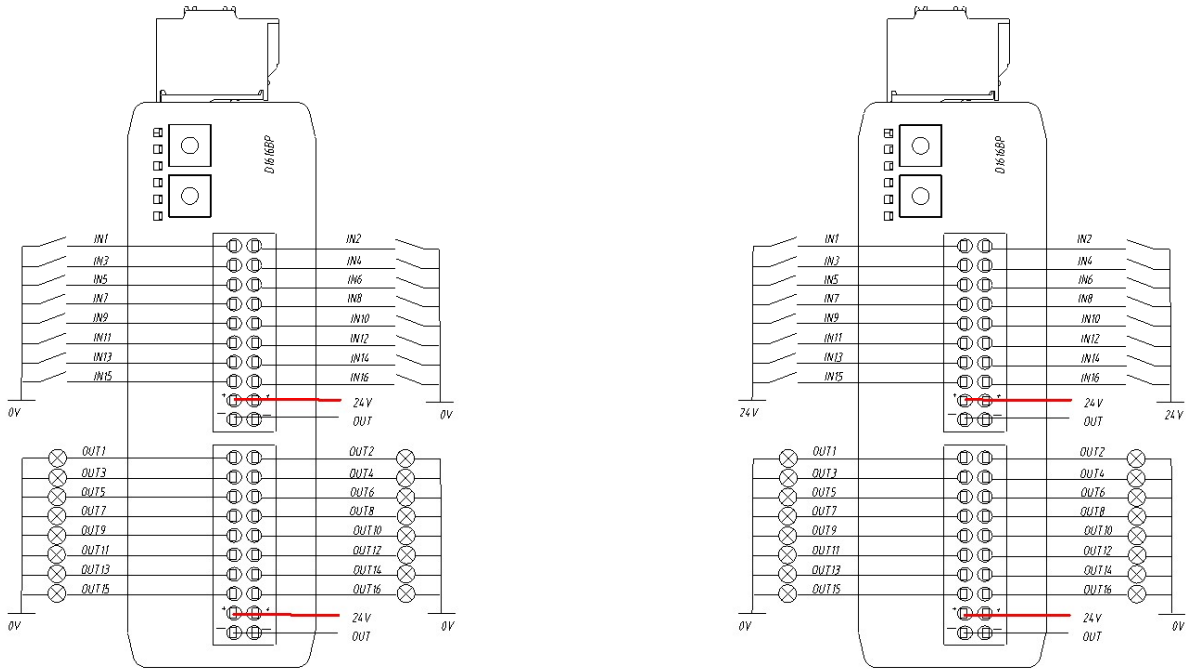 D1616BP
IN1 IN2
IN3 IN4
IN5 IN6
IN7 IN8
IN9 IN10
IN11 IN12
IN13 IN14
IN15 IN16
+ + 24V
0V 0V
- - OUT
OUT1 OUT2
OUT3 OUT4
OUT5 OUT6
OUT7 OUT8
OUT9 OUT10
OUT11 OUT12
OUT13 OUT14
OUT15 OUT16
+ + 24V
0V 0V
- - OUT
D1616BP
IN1 IN2
IN3 IN4
IN5 IN6
IN7 IN8
IN9 IN10
IN11 IN12
IN13 IN14
IN15 IN16
+ + 24V
24V 24V
- - OUT
OUT1 OUT2
OUT3 OUT4
OUT5 OUT6
OUT7 OUT8
OUT9 OUT10
OUT11 OUT12
OUT13 OUT14
OUT15 OUT16
+ + 24V
0V 0V
- - OUT